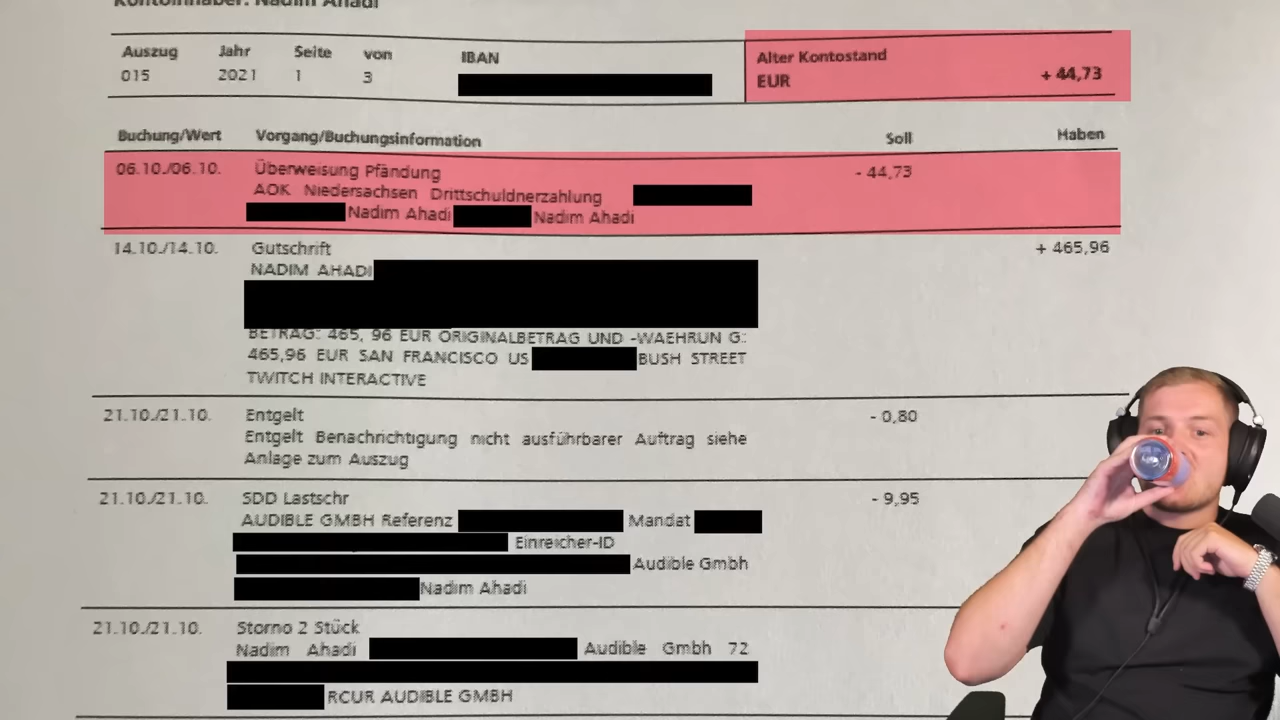 Kontoinhaber: Nadim Ahadi
Auszug Jahr Seite von IBAN Alter Kontostand
015 2021 1 3 EUR + 44,73
Buchung/Wert Vorgang/Buchungsinformation Soll Haben
06.10./06.10. Überweisung Pfändung - 44,73
AOK Niedersachsen Drittschuldnerzahlung
Nadim Ahadi Nadim Ahadi
14.10./14.10. Gutschrift + 465,96
NADIM AHADI
BETRAG: 465, 96 EUR ORIGINALBETRAG UND -WAEHRUN G:
465,96 EUR SAN FRANCISCO US BUSH STREET
TWITCH INTERACTIVE
21.10./21.10. Entgelt - 0,80
Entgelt Benachrichtigung nicht ausführbarer Auftrag siehe
Anlage zum Auszug
21.10./21.10. SDD Lastschr - 9,95
AUDIBLE GMBH Referenz Mandat
Einreicher-ID
Audible Gmbh
Nadim Ahadi
21.10./21.10. Storno 2 Stück
Nadim Ahadi Audible Gmbh 72
RCUR AUDIBLE GMBH